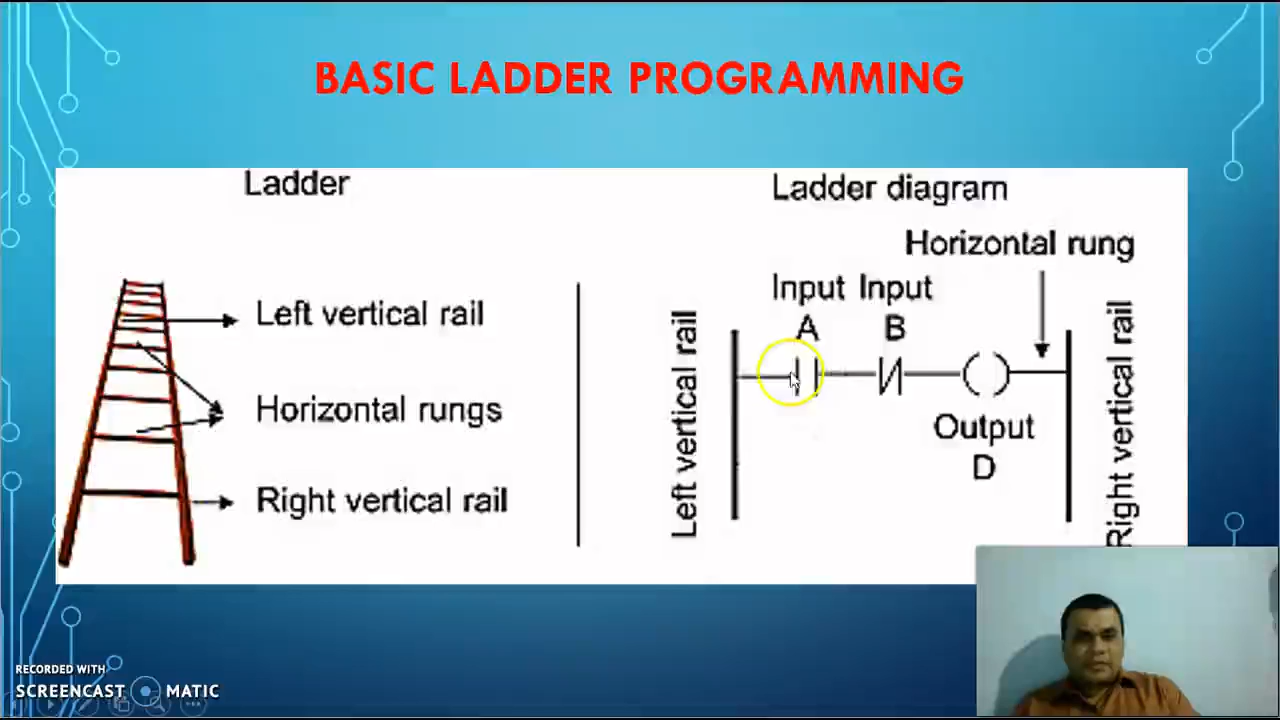 BASIC LADDER PROGRAMMING
Ladder
Left vertical rail
Horizontal rungs
Right vertical rail
Ladder diagram
Horizontal rung
Input Input
A B
Left vertical rail
Output
D
Right vertical rail
RECORDED WITH
SCREENCAST MATIC